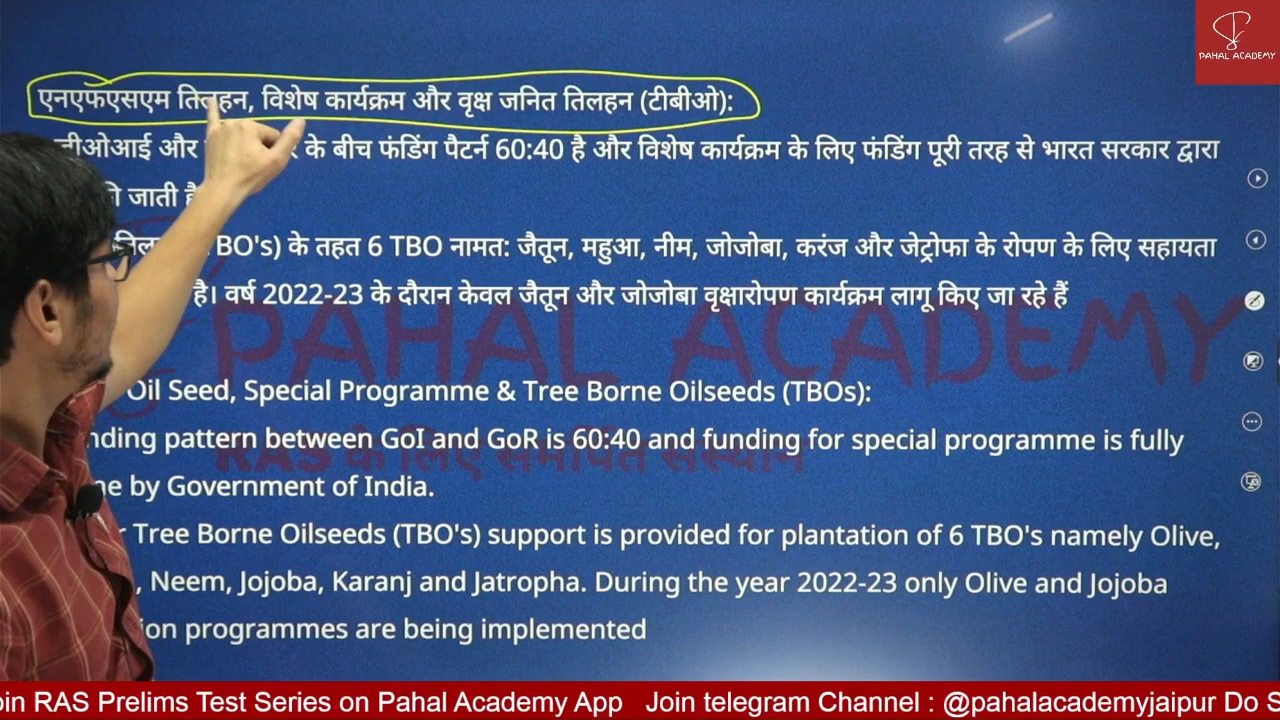 PAHAL ACADEMY
एनएफएसएम तिलहन, विशेष कार्यक्रम और वृक्ष जनित तिलहन (टीबीओ):
और के बीच फंडिंग पैटर्न 60:40 है और विशेष कार्यक्रम के लिए फंडिंग पूरी तरह से भारत सरकार द्वारा
जाती
BO's) के तहत 6 TBO नामत: जैतून, महुआ, नीम, जोजोबा, करंज और जेट्रोफा के रोपण के लिए सहायता
है। वर्ष 2022-23 के दौरान केवल जैतून और जोजोबा वृक्षारोपण कार्यक्रम लागू किए जा रहे हैं
PAHAL ACADEMY
Oil Seed, Special Programme & Tree Borne Oilseeds (TBOs):
nding pattern between GoI and GoR is 60:40 and funding for special programme is fully
RAS के लिए समर्पित संस्थान
ne by Government of India.
r Tree Borne Oilseeds (TBO's) support is provided for plantation of 6 TBO's namely Olive,
, Neem, Jojoba, Karanj and Jatropha. During the year 2022-23 only Olive and Jojoba
ion programmes are being implemented
oin RAS Prelims Test Series on Pahal Academy App Join telegram Channel : @pahalacademyjaipur Do S